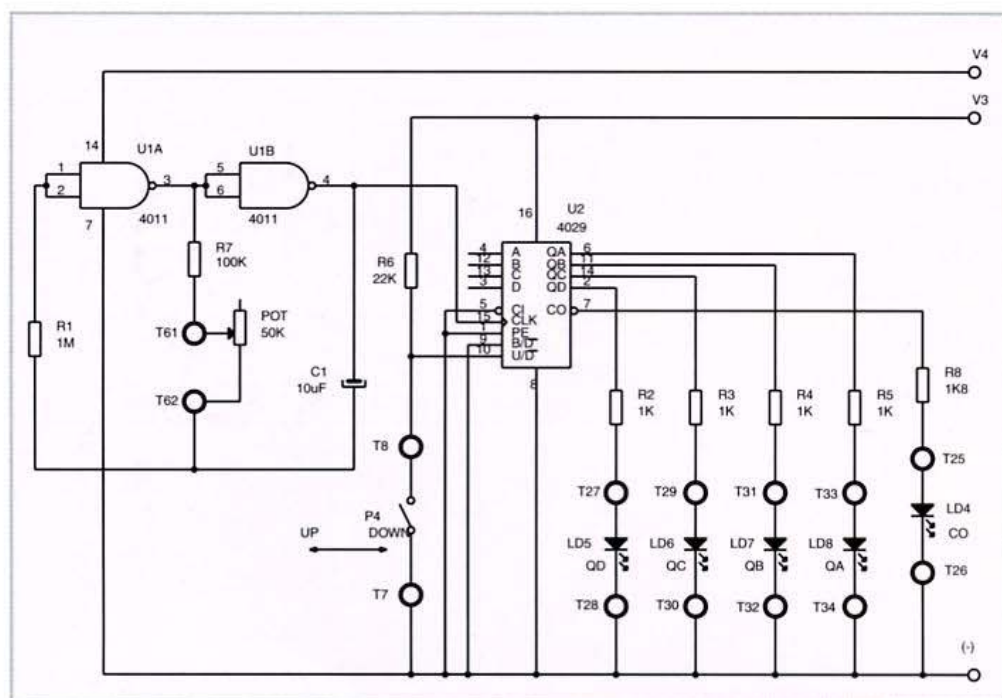 V4
V3
14
U1A
U1B
1
2
3
5
6
4
7
4011
4011
R7
100K
R6
22K
16
U2
4029
4
12
13
3
5
15
1
9
10
A
B
C
D
CI
CLK
PE
B/D
U/D
QA
QB
QC
QD
CO
6
11
14
2
7
8
R1
1M
T61
POT
50K
T62
C1
10uF
R2
1K
R3
1K
R4
1K
R5
1K
R8
1K8
T8
T25
P4
UP
DOWN
T7
T27
T29
T31
T33
LD4
CO
LD5
QD
LD6
QC
LD7
QB
LD8
QA
T26
T28
T30
T32
T34
(-)